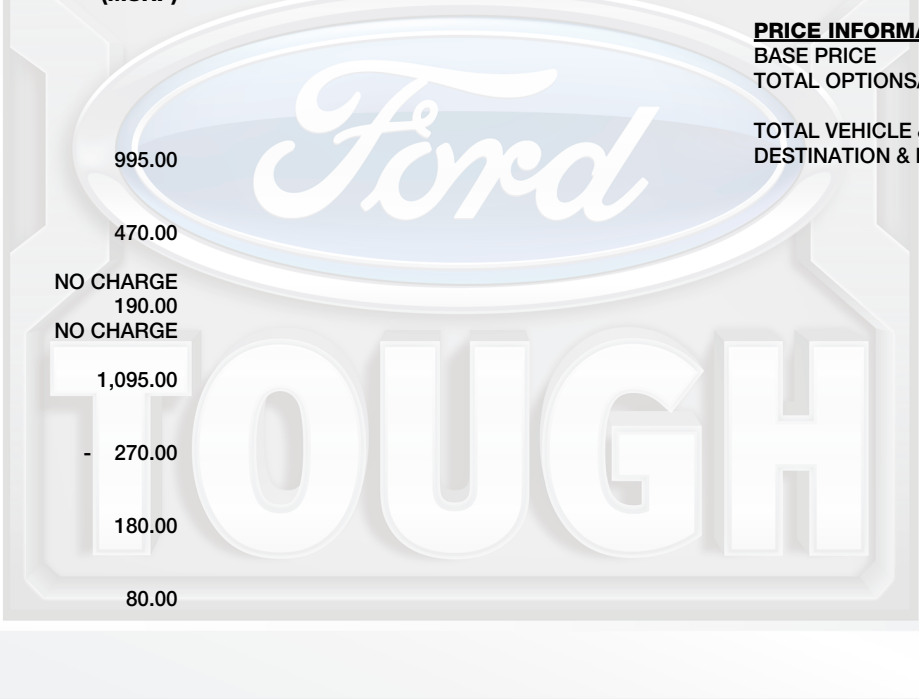 PRICE INFORMA
BASE PRICE
TOTAL OPTIONS
TOTAL VEHICLE &
DESTINATION &
995.00
470.00
NO CHARGE
190.00
NO CHARGE
1,095.00
- 270.00
180.00
80.00
Ford
TOUGH